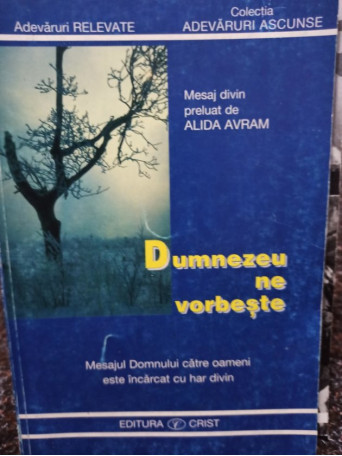 Adevăruri RELEVATE
Colecția
ADEVĂRURI ASCUNSE
Mesaj divin
preluat de
ALIDA AVRAM
Dumnezeu
ne
vorbește
Mesajul Domnului către oameni
este încărcat cu har divin
EDITURA CRIST